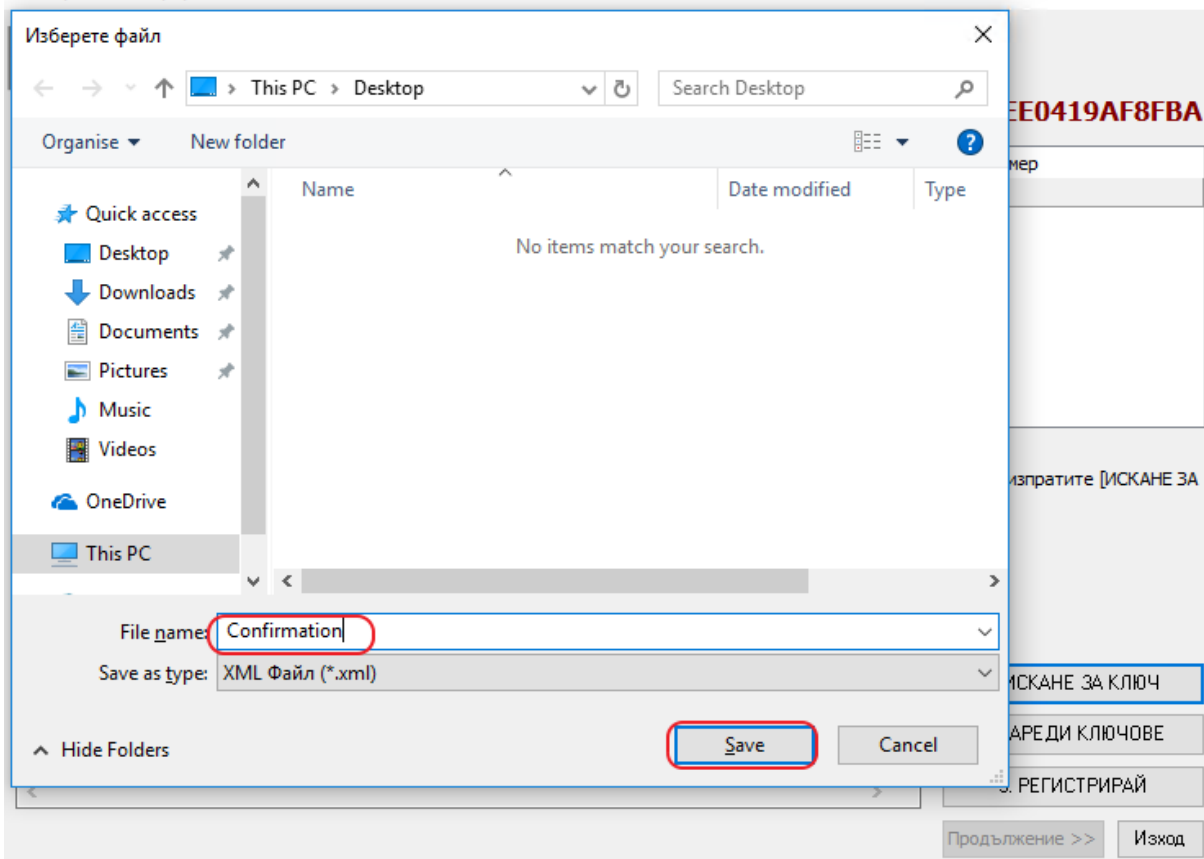 Изберете файл
This PC > Desktop
Search Desktop
Organise
New folder
?
Name
Date modified
Type
No items match your search.
Quick access
Desktop
Downloads
Documents
Pictures
Music
Videos
OneDrive
This PC
File name: Confirmation
Save as type: XML Файл (*.xml)
Hide Folders
Save
Cancel
EE0419AF8FBA
мер
изпратите [ИСКАНЕ ЗА
ИСКАНЕ ЗА КЛЮЧ
АРЕДИ КЛЮЧОВЕ
3. РЕГИСТРИРАЙ
Продължение >>
Изход